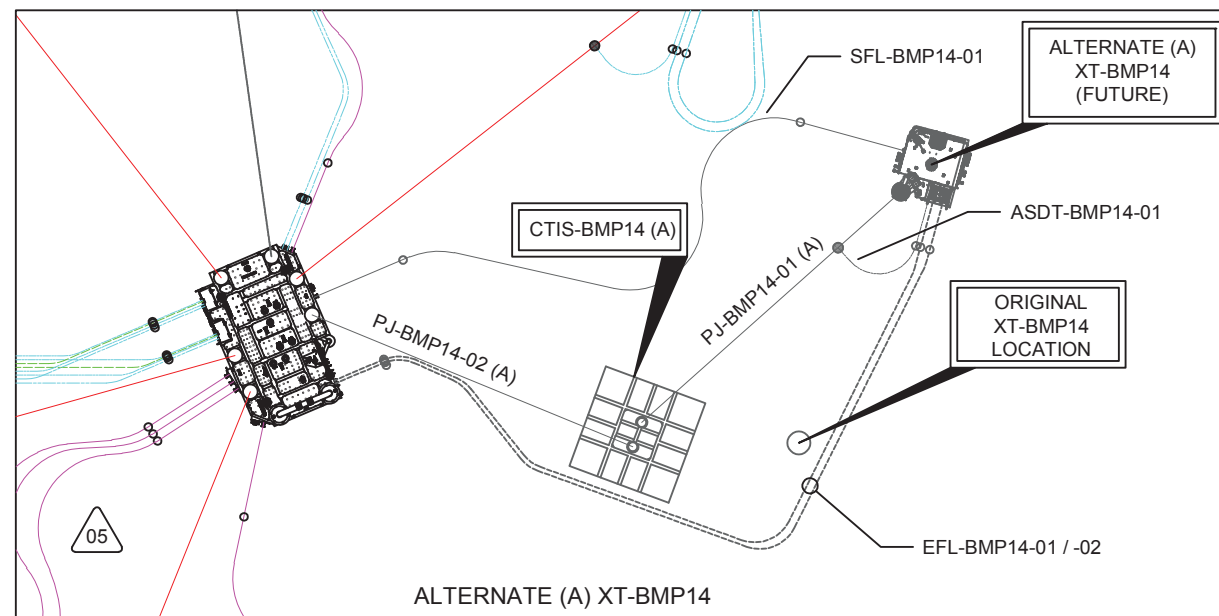 SFL-BMP14-01
ALTERNATE (A)
XT-BMP14
(FUTURE)
CTIS-BMP14 (A)
ASDT-BMP14-01
PJ-BMP14-01 (A)
PJ-BMP14-02 (A)
ORIGINAL
XT-BMP14
LOCATION
05
EFL-BMP14-01 / -02
ALTERNATE (A) XT-BMP14